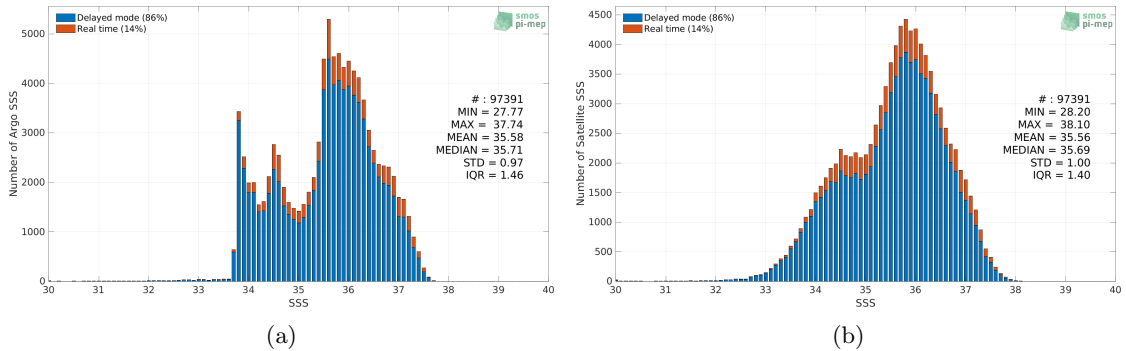 Delayed mode (86%)
Real time (14%)
smos
pi-mep
Number of Argo SSS
5000
4000
3000
2000
1000
0
# : 97391
MIN = 27.77
MAX = 37.74
MEAN = 35.58
MEDIAN = 35.71
STD = 0.97
IQR = 1.46
30 31 32 33 34 35 36 37 38 39 40
SSS
(a)
Delayed mode (86%)
Real time (14%)
smos
pi-mep
Number of Satellite SSS
4500
4000
3500
3000
2500
2000
1500
1000
500
0
# : 97391
MIN = 28.20
MAX = 38.10
MEAN = 35.56
MEDIAN = 35.69
STD = 1.00
IQR = 1.40
30 31 32 33 34 35 36 37 38 39 40
SSS
(b)